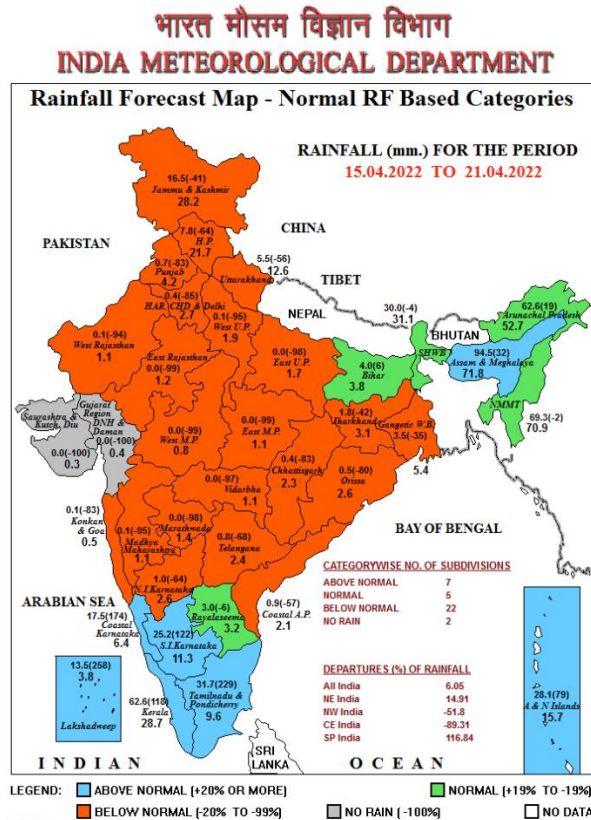 भारत मौसम विज्ञान विभाग
INDIA METEOROLOGICAL DEPARTMENT
Rainfall Forecast Map - Normal RF Based Categories
RAINFALL (mm.) FOR THE PERIOD
15.04.2022 TO 21.04.2022
16.5(-41)
Jammu & Kashmir
28.2
CHINA
7.8(-64)
H.P.
21.7
PAKISTAN
0.7(-83)
Punjab
4.2
5.5(-56)
12.6
Uttarakhand
TIBET
0.4(-85)
HAR. CHD & Delhi
2.7
NEPAL
30.0(-4)
31.1
62.6(19)
Arunachal Pradesh
52.7
BHUTAN
0.1(-94)
West Rajasthan
1.1
0.1(-95)
West U.P.
1.9
East Rajasthan
0.0(-99)
1.2
0.0(-98)
East U.P.
1.7
4.0(6)
Bihar
3.8
SHWB
94.5(32)
Assam & Meghalaya
71.8
NMMT
69.3(-2)
70.9
Saurashtra &
Kutch, Diu
0.0(-100)
0.3
Gujarat
Region
DNH &
Daman
0.0(-100)
0.4
0.0(-99)
West M.P.
0.8
0.0(-99)
East M.P.
1.1
1.8(-42)
Jharkhand
3.1
Gangetic W.B.
3.5(-35)
5.4
0.4(-83)
Chhattisgarh
2.3
0.5(-80)
Orissa
2.6
0.0(-97)
Vidarbha
1.1
0.1(-83)
Konkan
& Goa
0.5
0.1(-95)
Madhya
Maharashtra
1.1
0.0(-98)
Marathwada
1.4
0.8(-68)
Telangana
2.4
BAY OF BENGAL
1.0(-64)
N.I.Karnataka
2.6
3.0(-6)
Rayalaseema
3.2
0.9(-57)
Coastal A.P.
2.1
ARABIAN SEA
17.5(174)
Coastal
Karnataka
6.4
25.2(122)
S.I.Karnataka
11.3
CATEGORYWISE NO. OF SUBDIVISIONS
ABOVE NORMAL 7
NORMAL 5
BELOW NORMAL 22
NO RAIN 2
13.5(258)
3.8
Lakshadweep
62.6(118)
Kerala
28.7
31.7(229)
Tamilnadu &
Pondicherry
9.6
DEPARTURES (%) OF RAINFALL
All India 6.05
NE India 14.91
NW India -51.8
CE India -89.31
SP India 116.84
28.1(79)
A & N Islands
15.7
SRI
LANKA
INDIAN OCEAN
LEGEND: ABOVE NORMAL (+20% OR MORE) NORMAL (+19% TO -19%)
BELOW NORMAL (-20% TO -99%) NO RAIN (-100%) NO DATA